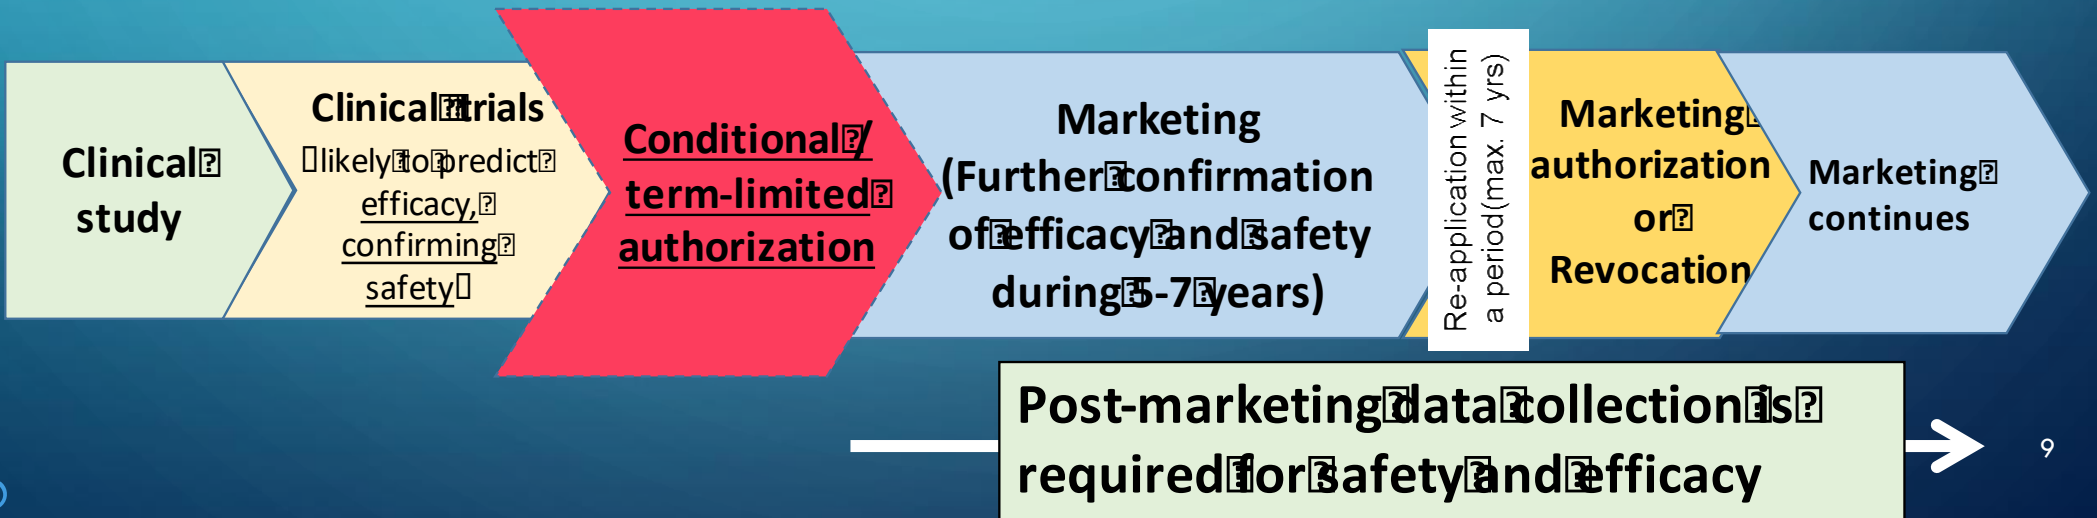 Clinical
study
Clinical trials
likely to predict
efficacy,
confirming
safety
Conditional /
term-limited
authorization
Marketing
(Further confirmation
of efficacy and safety
during 5-7 years)
Re-application within
a period(max. 7 yrs)
Marketing
authorization
or
Revocation
Marketing
continues
Post-marketing data collection is
required for safety and efficacy
9